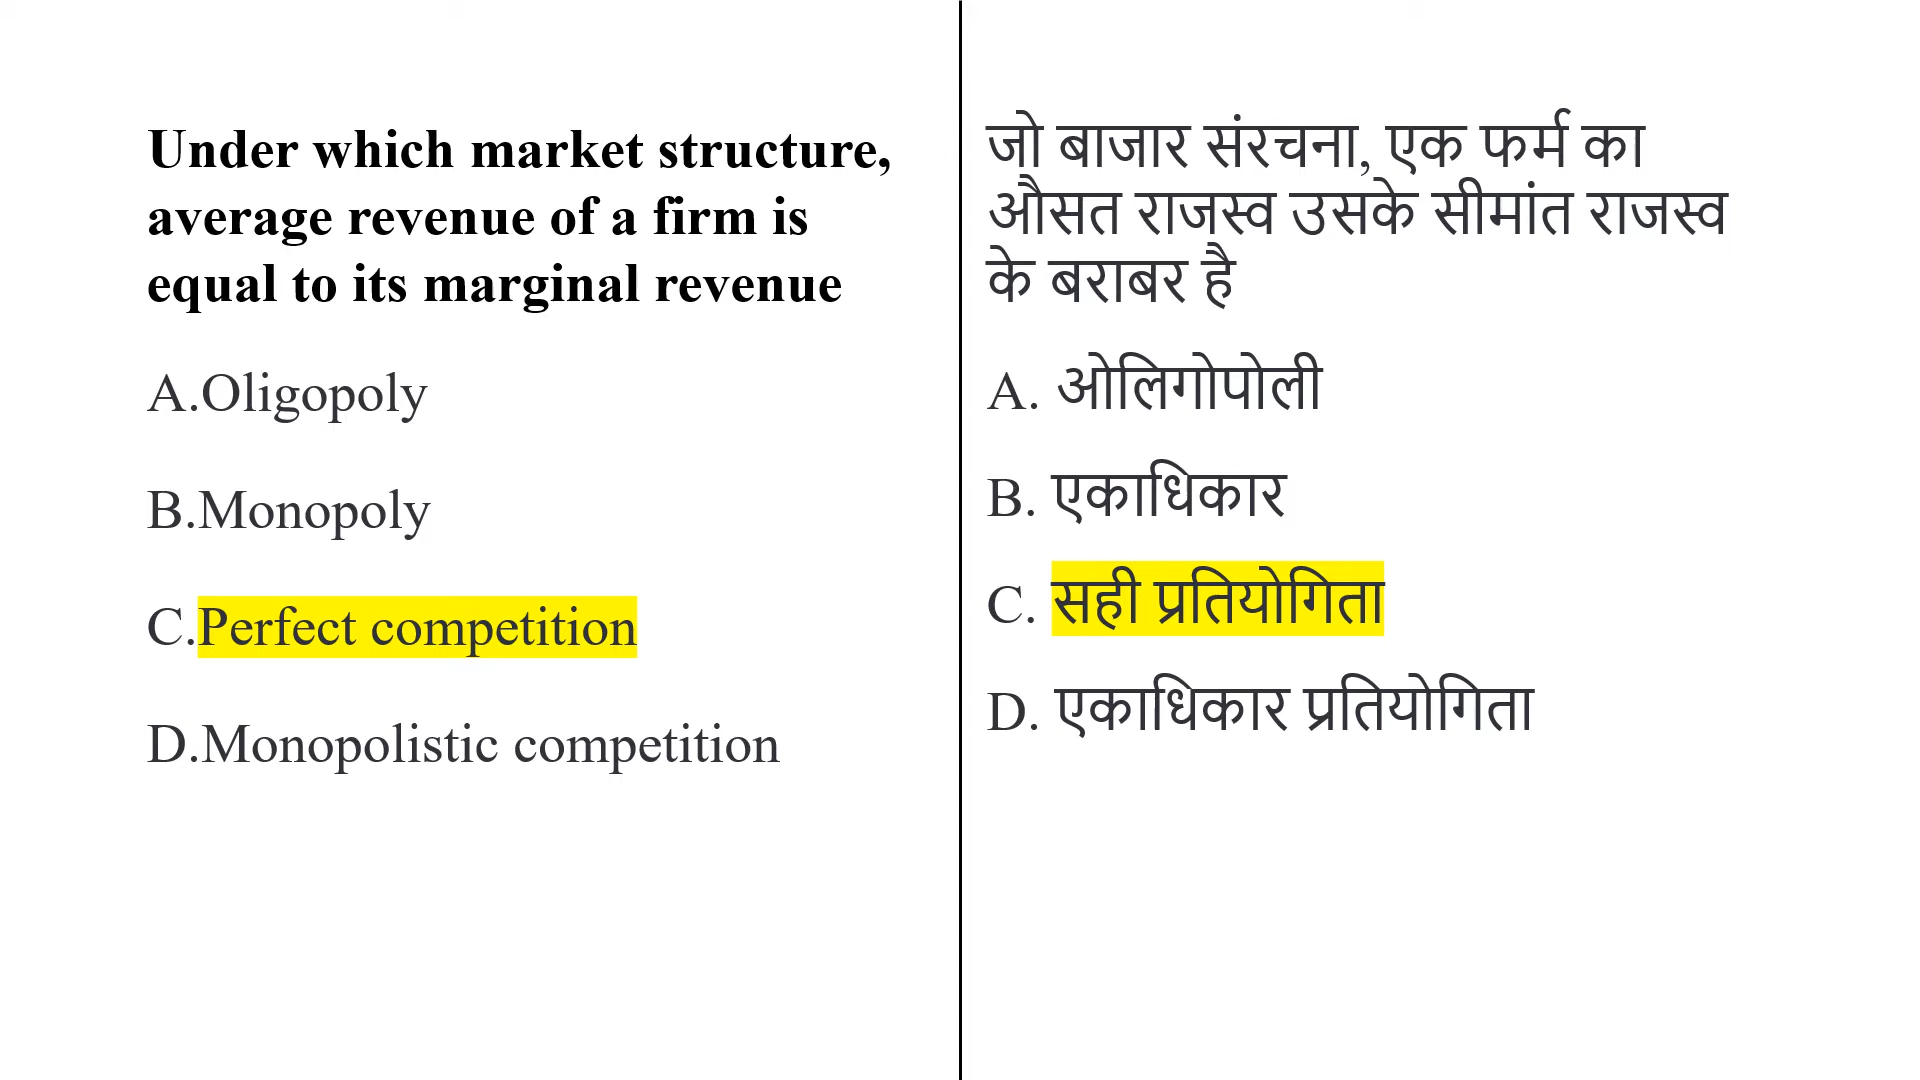 Under which market structure,
average revenue of a firm is
equal to its marginal revenue
A.Oligopoly
B.Monopoly
C.Perfect competition
D.Monopolistic competition
जो बाजार संरचना, एक फर्म का
औसत राजस्व उसके सीमांत राजस्व
के बराबर है
A. ओलिगोपोली
B. एकाधिकार
C. सही प्रतियोगिता
D. एकाधिकार प्रतियोगिता